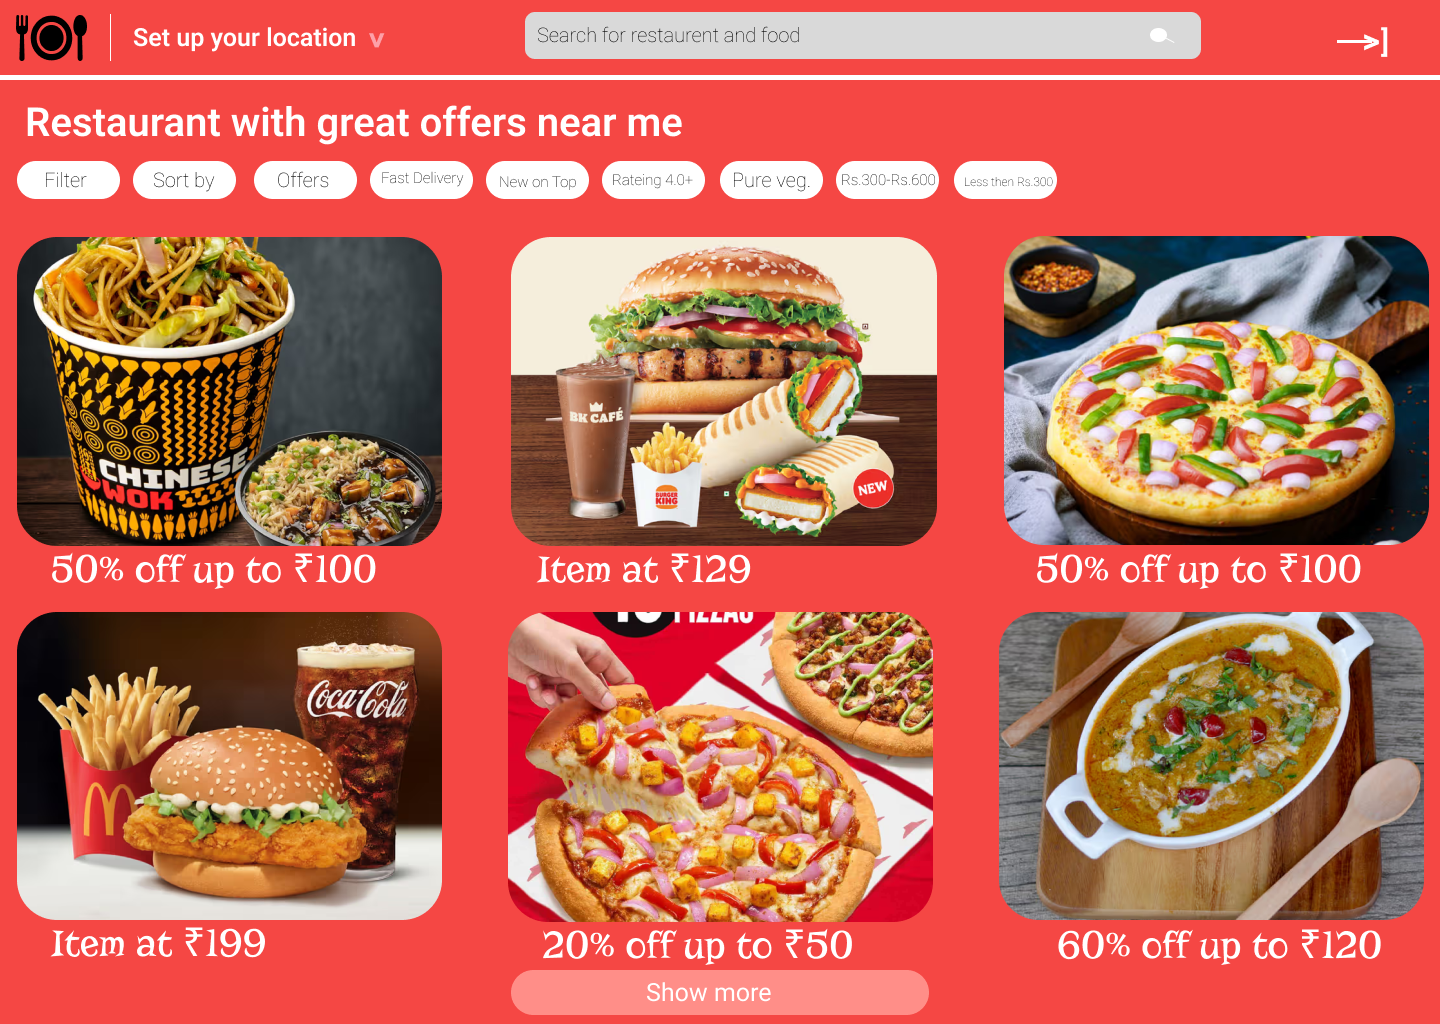 Set up your location v
Search for restaurent and food
Restaurant with great offers near me
Filter
Sort by
Offers
Fast Delivery
New on Top
Rateing 4.0+
Pure veg.
Rs.300-Rs.600
Less then Rs.300
CHINESE
WOK
BK CAFÉ
BURGER
KING
NEW
50% off up to ₹100
Item at ₹129
50% off up to ₹100
Coca-Cola
PIZZAS
Item at ₹199
20% off up to ₹50
60% off up to ₹120
Show more